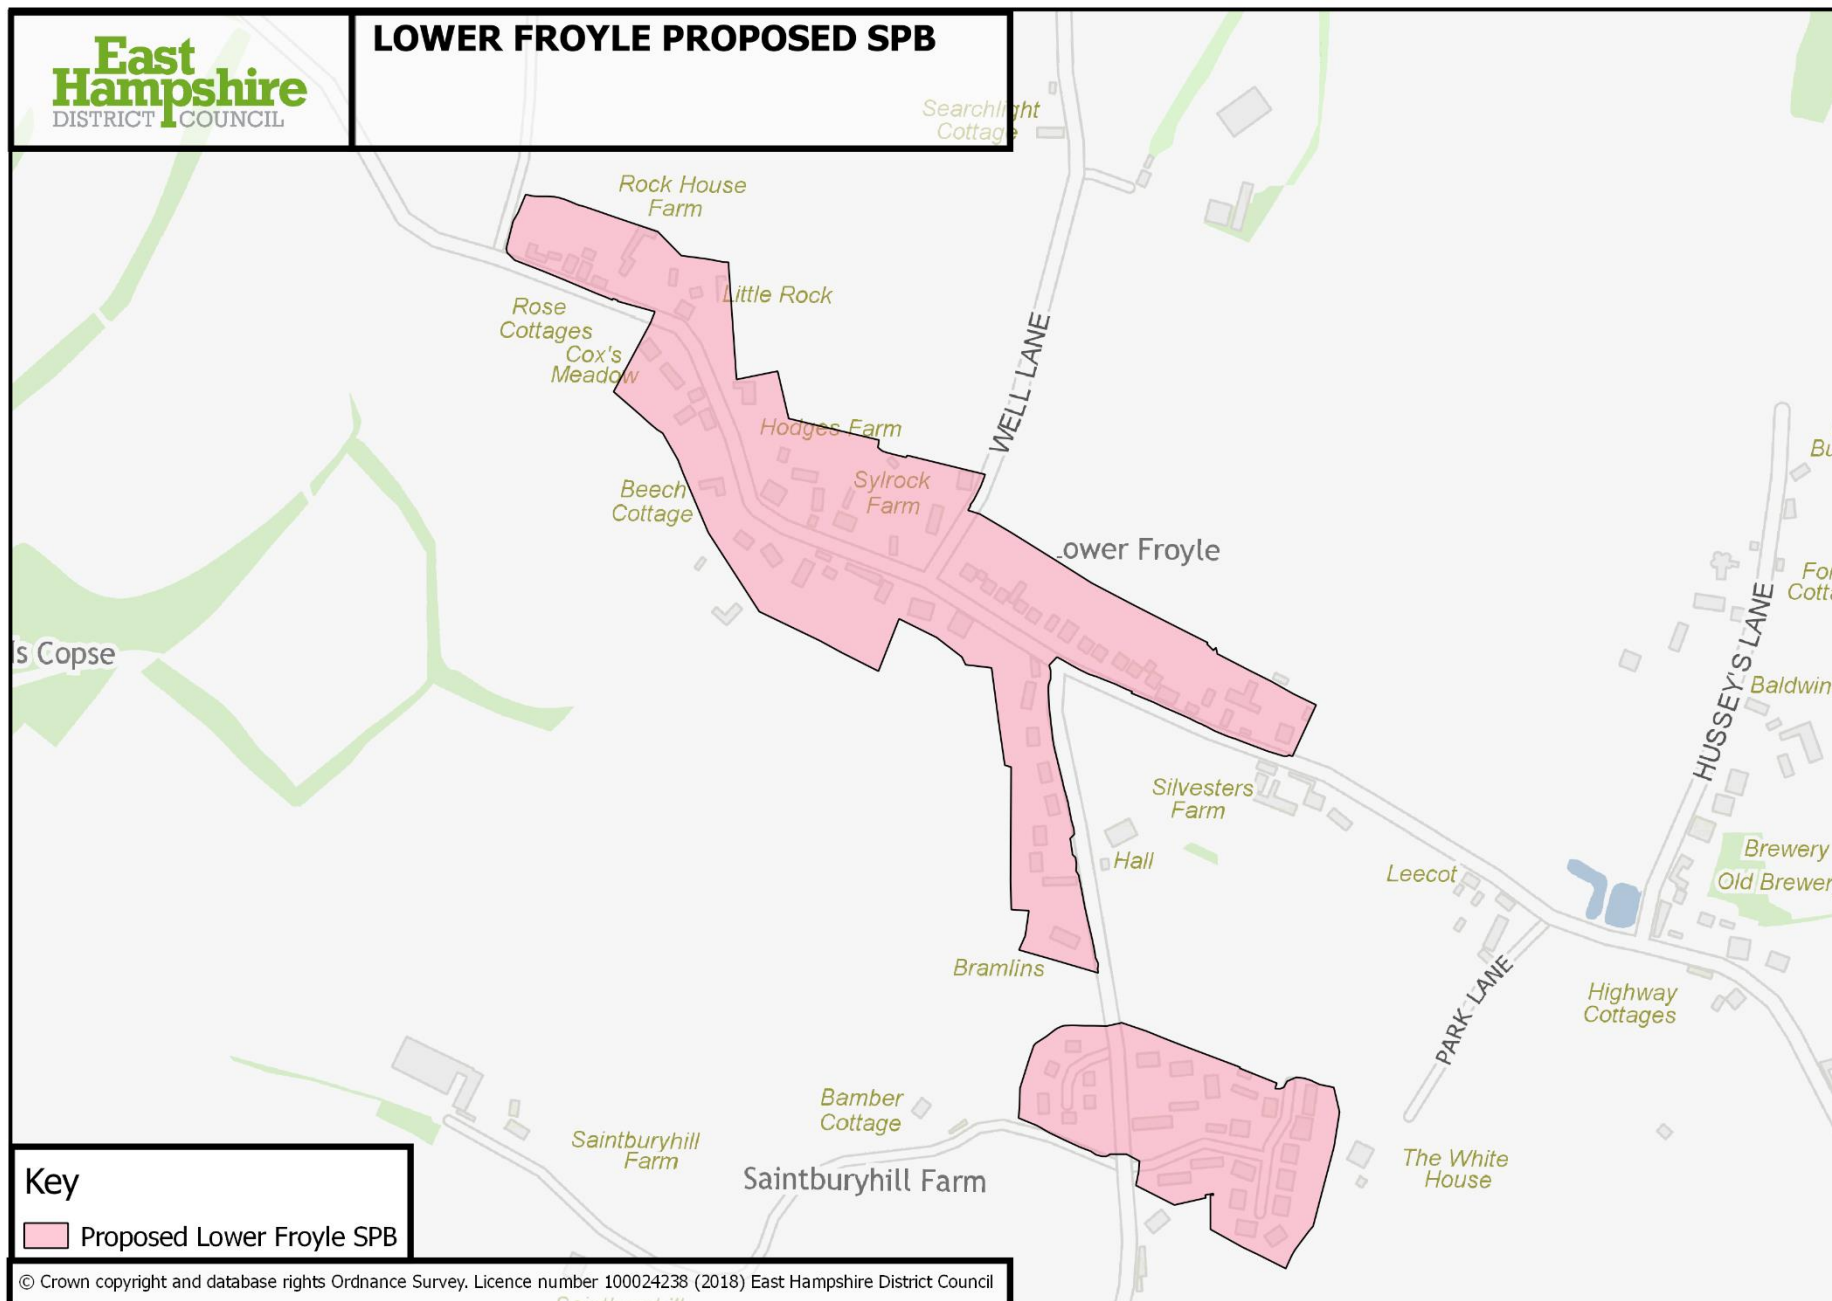 East
Hampshire
DISTRICT COUNCIL
LOWER FROYLE PROPOSED SPB
Searchlight
Cottage
Rock House
Farm
Little Rock
Rose
Cottages
Cox's
Meadow
WELL LANE
Hodges Farm
Sylrock
Farm
Beech
Cottage
ower Froyle
s Copse
HUSSEY'S LANE
Baldwin
Silvesters
Farm
Hall
Leecot
Brewery
Old Brewer
Bramlins
PARK LANE
Highway
Cottages
Bamber
Cottage
Saintburyhill
Farm
Saintburyhill Farm
The White
House
Key
Proposed Lower Froyle SPB
© Crown copyright and database rights Ordnance Survey. Licence number 100024238 (2018) East Hampshire District Council